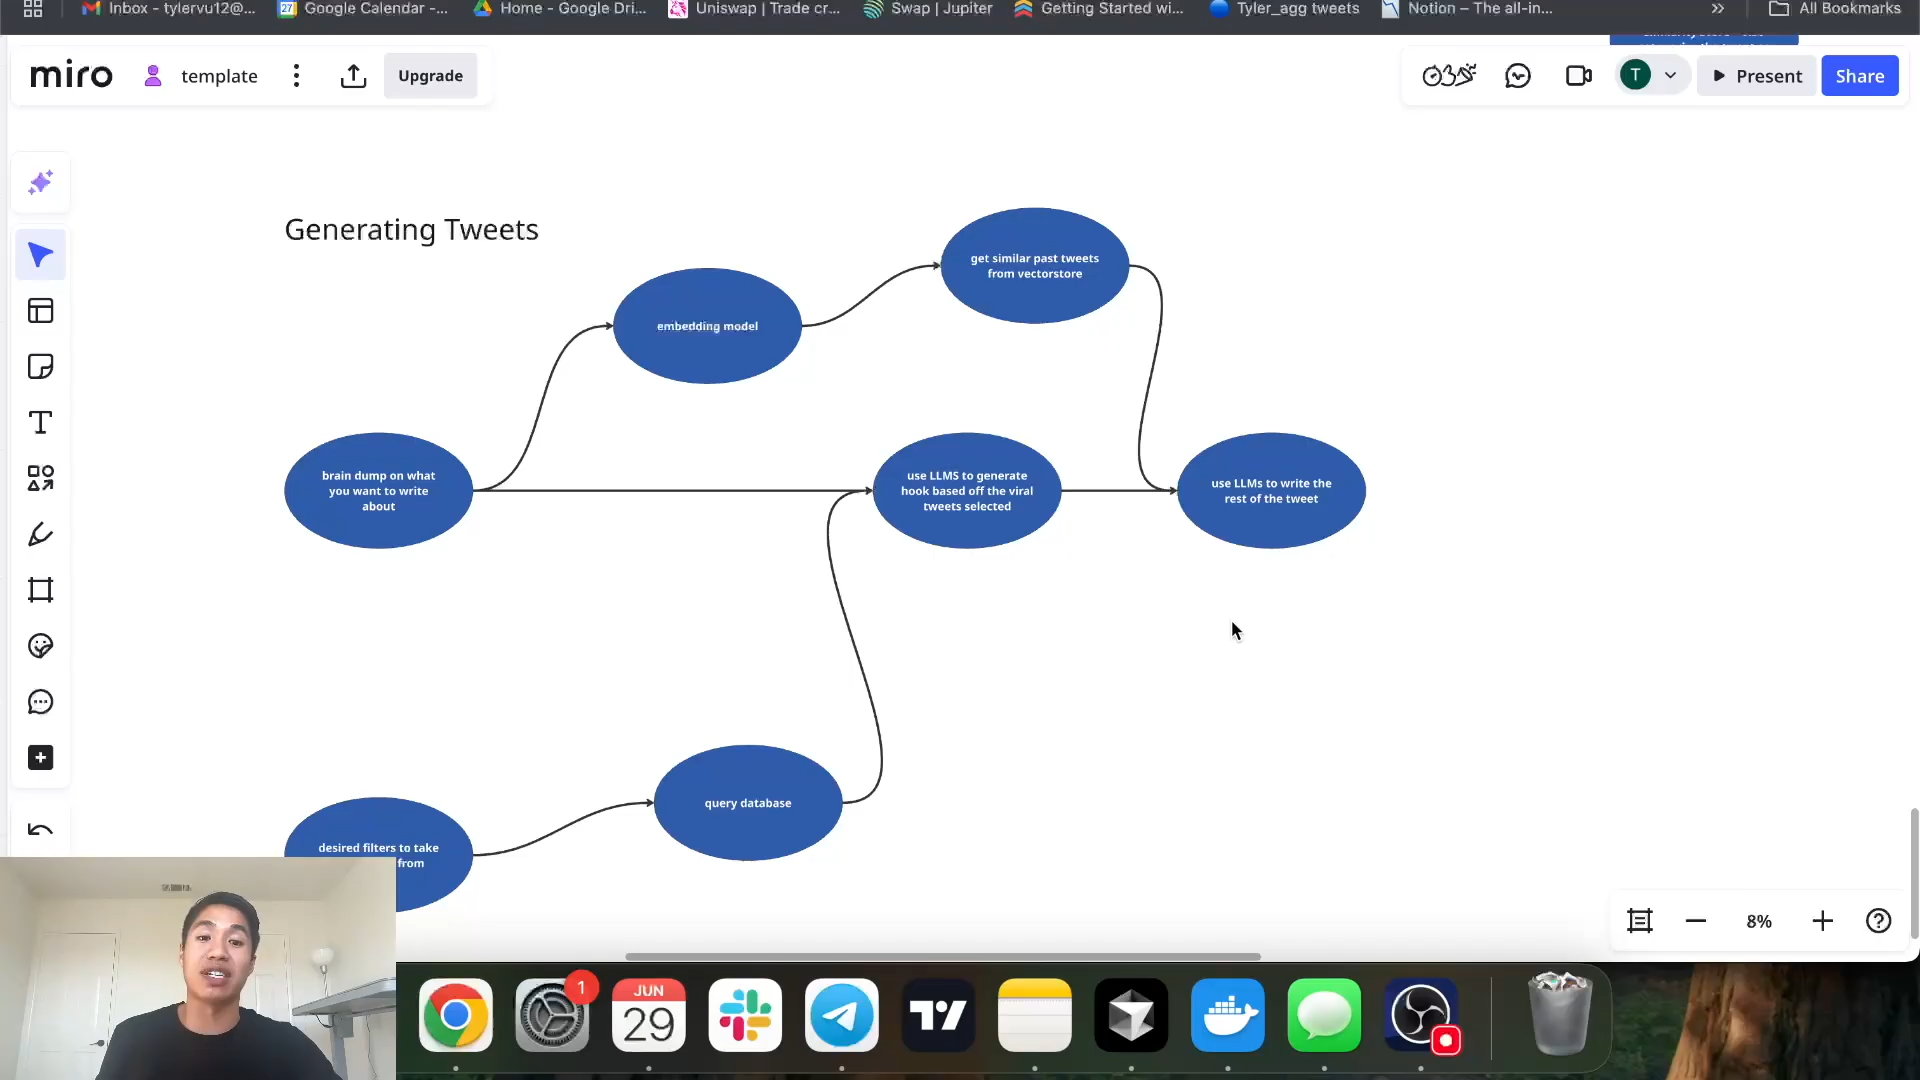 Inbox - tylervu12@...
27
Google Calendar -...
Home - Google Dri...
Uniswap | Trade cr...
Swap | Jupiter
Getting Started wi...
Tyler_agg tweets
Notion – The all-in...
»
All Bookmarks
miro
template
Upgrade
T
Present
Share
Generating Tweets
get similar past tweets
from vectorstore
embedding model
brain dump on what
you want to write
about
use LLMS to generate
hook based off the viral
tweets selected
use LLMs to write the
rest of the tweet
query database
desired filters to take
from
8%
1
JUN
29